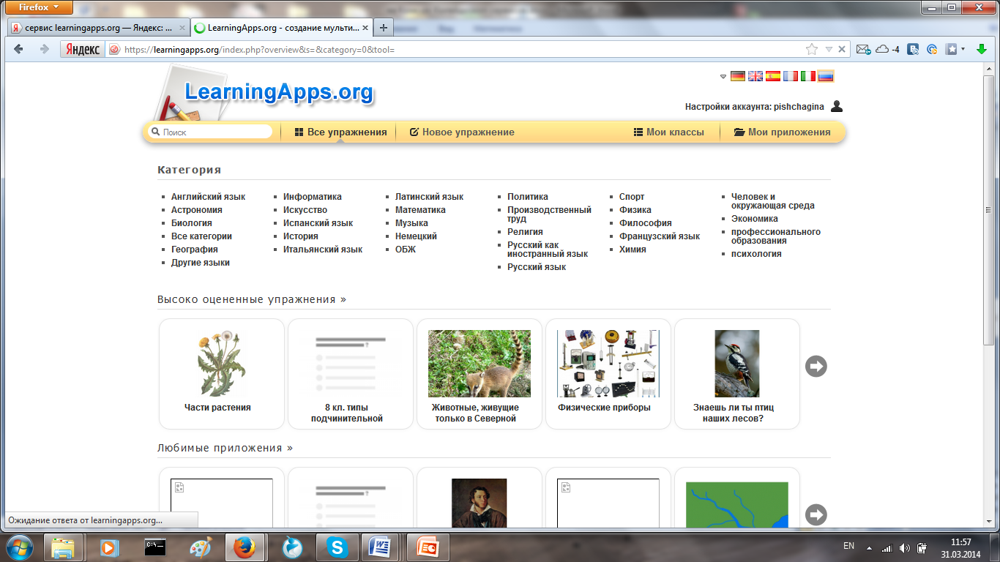 Firefox
сервис learningapps.org — Яндекс: ...
LearningApps.org - создание мульти...
Яндекс
https://learningapps.org/index.php?overview&s=&category=0&tool=
-4
LearningApps.org
Настройки аккаунта: pishchagina
Поиск
Все упражнения
Новое упражнение
Мои классы
Мои приложения
Категория
Английский язык
Астрономия
Биология
Все категории
География
Другие языки
Информатика
Искусство
Испанский язык
История
Итальянский язык
Латинский язык
Математика
Музыка
Немецкий
ОБЖ
Политика
Производственный
труд
Религия
Русский как
иностранный язык
Русский язык
Спорт
Физика
Философия
Французский язык
Химия
Человек и
окружающая среда
Экономика
профессионального
образования
психология
Высоко оцененные упражнения »
Части растения
8 кл. типы
подчинительной
Животные, живущие
только в Северной
Физические приборы
Знаешь ли ты птиц
наших лесов?
Любимые приложения »
Ожидание ответа от learningapps.org...
EN
11:57
31.03.2014